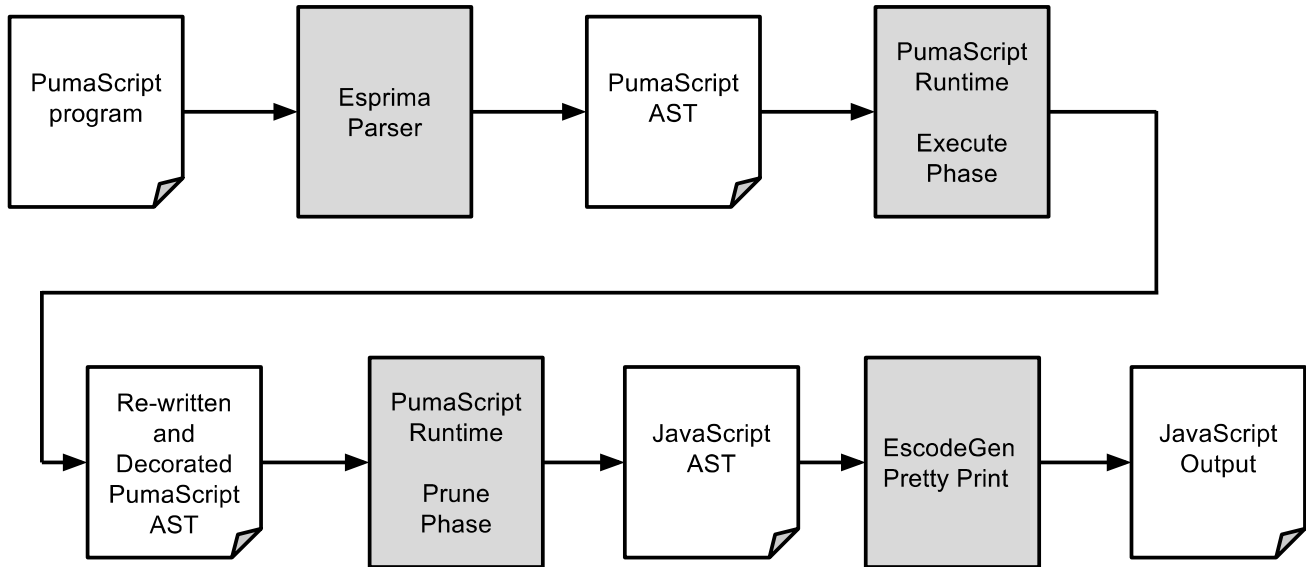 PumaScript
program
Esprima
Parser
PumaScript
AST
PumaScript
Runtime
Execute
Phase
Re-written
and
Decorated
PumaScript
AST
PumaScript
Runtime
Prune
Phase
JavaScript
AST
EscodeGen
Pretty Print
JavaScript
Output